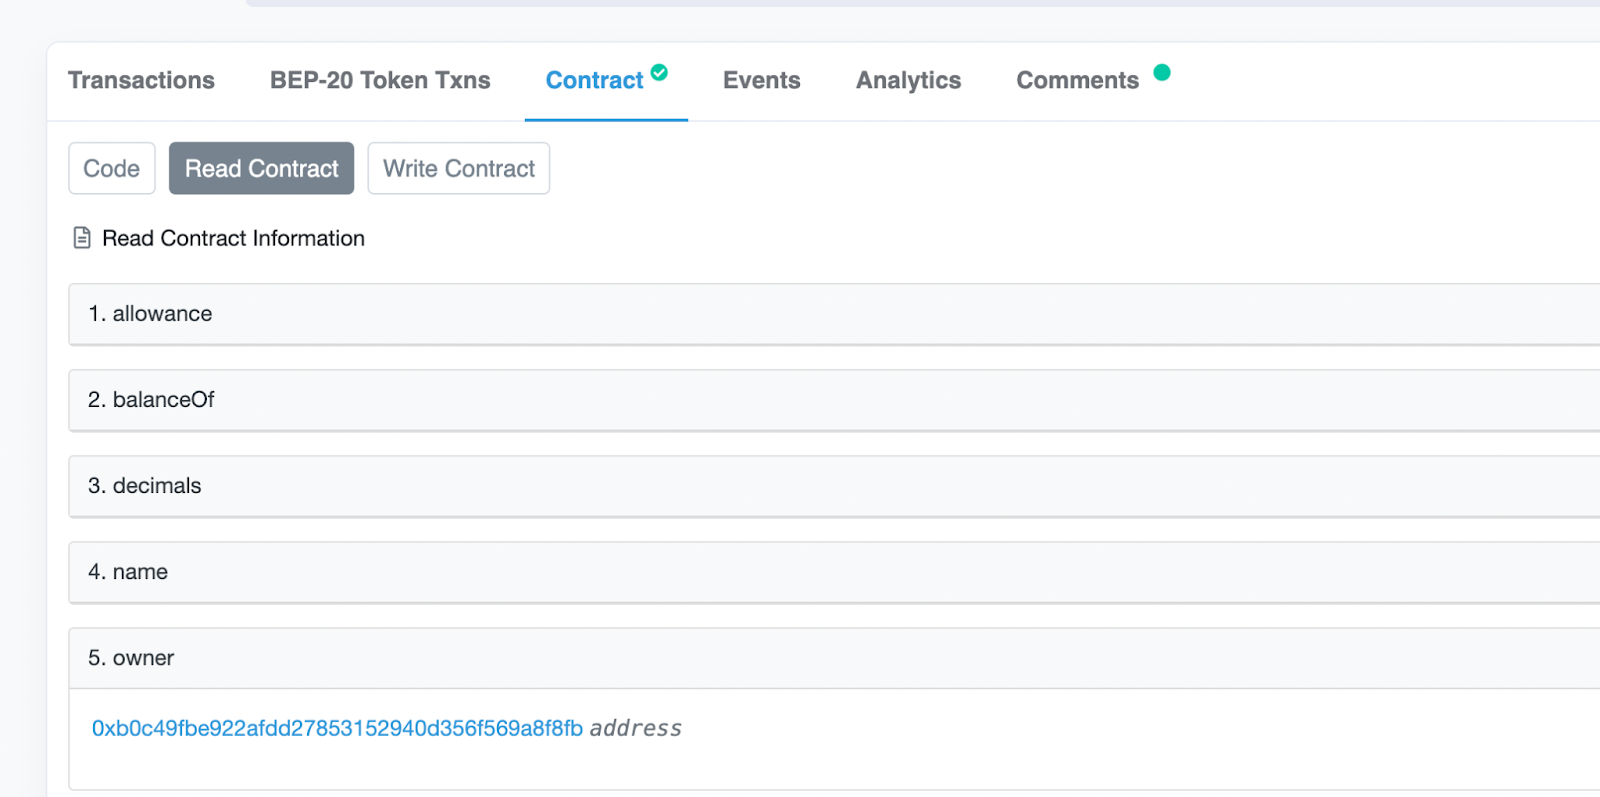 Transactions BEP-20 Token Txns Contract Events Analytics Comments
Code Read Contract Write Contract
Read Contract Information
1. allowance
2. balanceOf
3. decimals
4. name
5. owner
0xb0c49fbe922afdd27853152940d356f569a8f8fb address